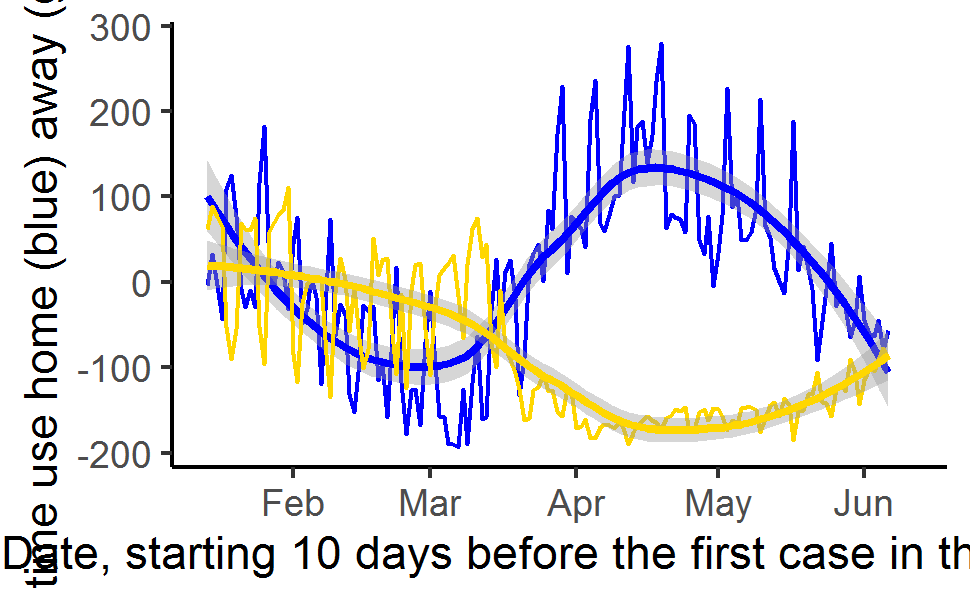 time use home (blue) away (
300
200
100
0
-100
-200
Feb Mar Apr May Jun
Date, starting 10 days before the first case in th